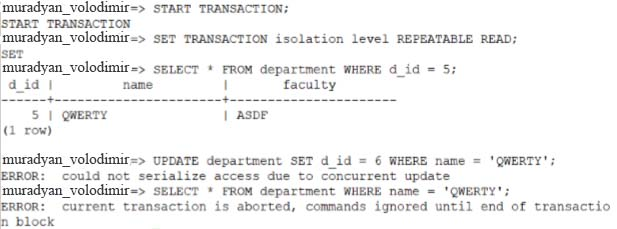 muradyan_volodimir=> START TRANSACTION;
START TRANSACTION
muradyan_volodimir=> SET TRANSACTION isolation level REPEATABLE READ;
SET
muradyan_volodimir=> SELECT * FROM department WHERE d_id = 5;
 d_id |         name          |       faculty
------+-----------------------+----------------------
    5 | QWERTY                | ASDF
(1 row)
muradyan_volodimir=> UPDATE department SET d_id = 6 WHERE name = 'QWERTY';
ERROR:  could not serialize access due to concurrent update
muradyan_volodimir=> SELECT * FROM department WHERE name = 'QWERTY';
ERROR:  current transaction is aborted, commands ignored until end of transactio
n block